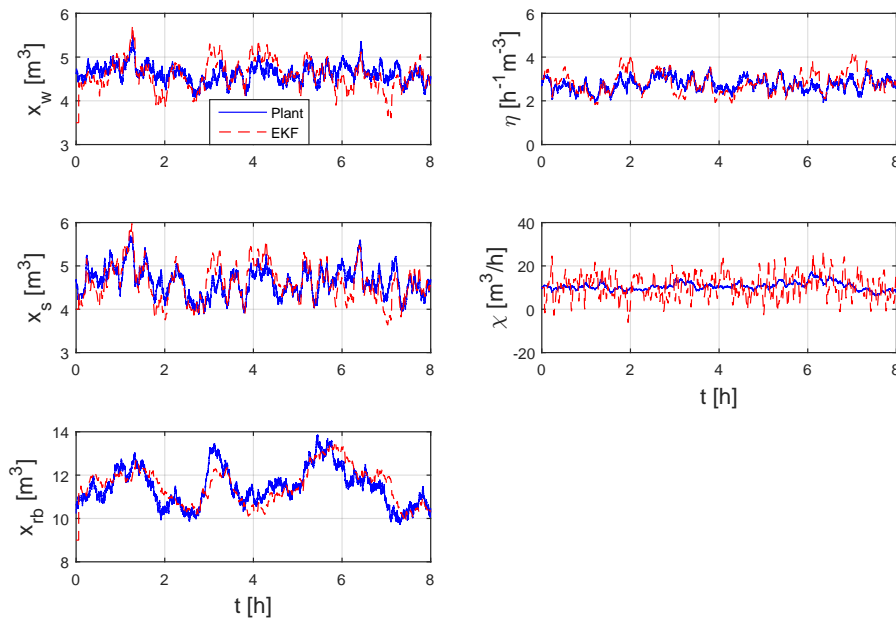 6
5
4
3
x_w [m^3]
Plant
EKF
0 2 4 6 8
6
4
2
0
η [h^-1 m^-3]
0 2 4 6 8
6
5
4
3
x_s [m^3]
0 2 4 6 8
40
20
0
-20
χ [m^3/h]
0 2 4 6 8
t [h]
14
12
10
8
x_rb [m^3]
0 2 4 6 8
t [h]